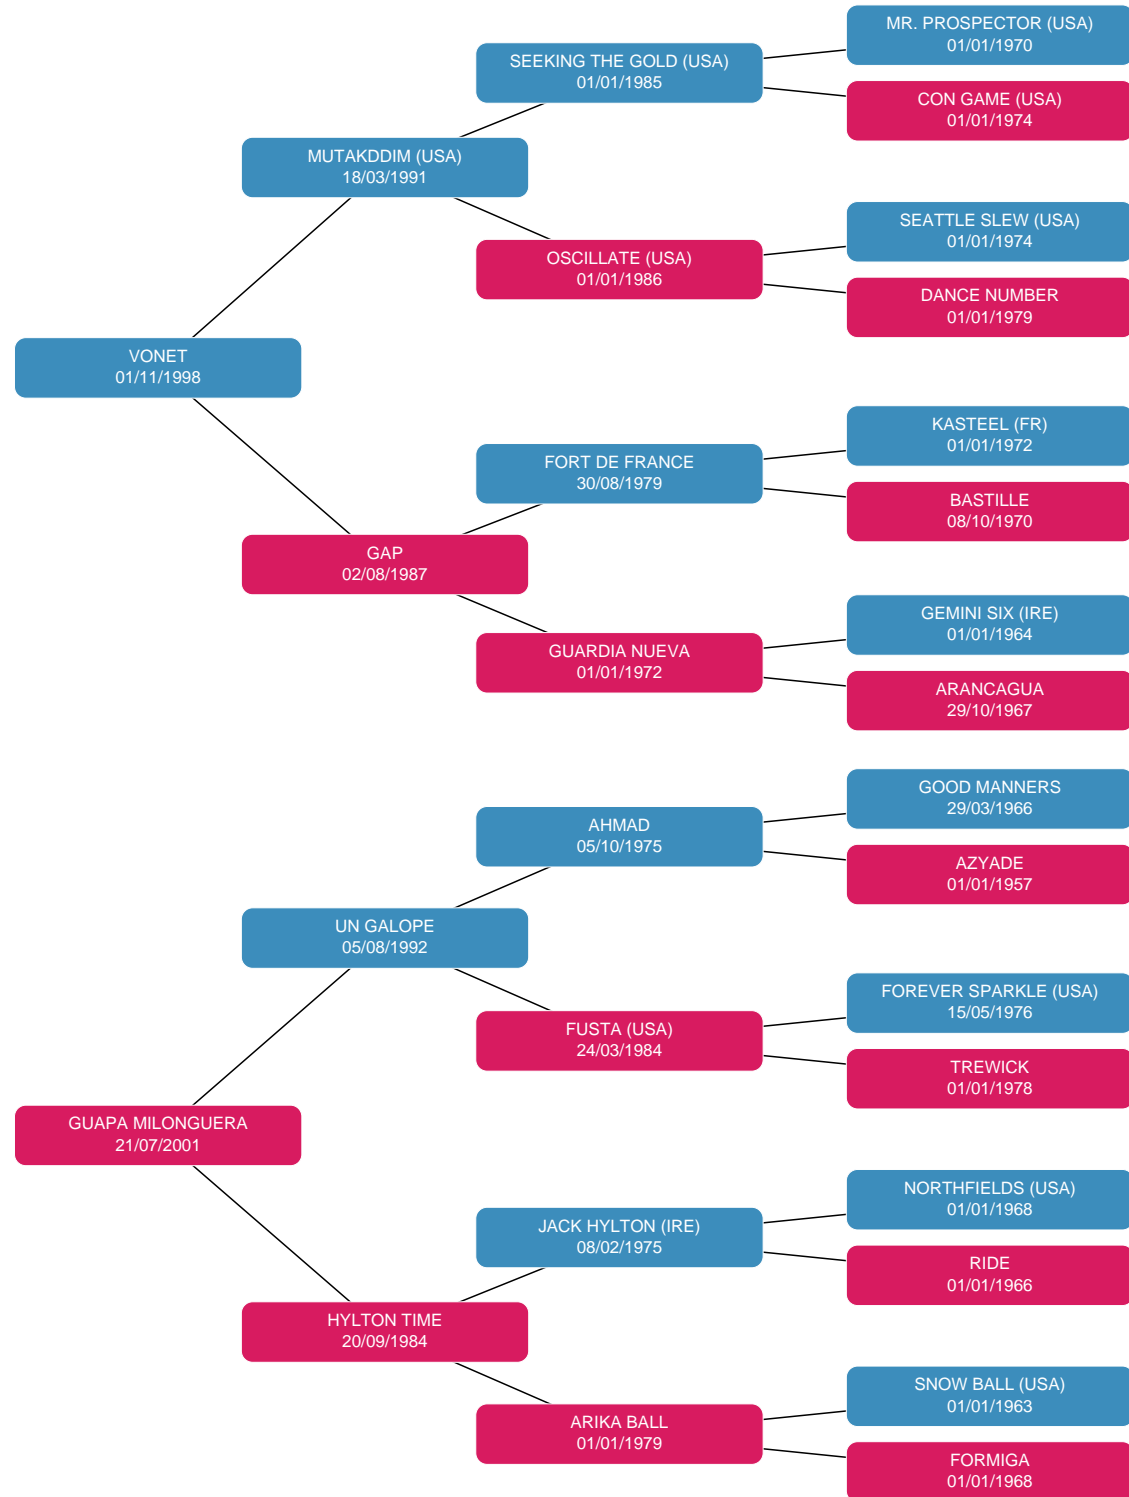 MR. PROSPECTOR (USA)
01/01/1970
SEEKING THE GOLD (USA)
01/01/1985
CON GAME (USA)
01/01/1974
MUTAKDDIM (USA)
18/03/1991
SEATTLE SLEW (USA)
01/01/1974
OSCILLATE (USA)
01/01/1986
DANCE NUMBER
01/01/1979
VONET
01/11/1998
KASTEEL (FR)
01/01/1972
FORT DE FRANCE
30/08/1979
BASTILLE
08/10/1970
GAP
02/08/1987
GEMINI SIX (IRE)
01/01/1964
GUARDIA NUEVA
01/01/1972
ARANCAGUA
29/10/1967
GOOD MANNERS
29/03/1966
AHMAD
05/10/1975
AZYADE
01/01/1957
UN GALOPE
05/08/1992
FOREVER SPARKLE (USA)
15/05/1976
FUSTA (USA)
24/03/1984
TREWICK
01/01/1978
GUAPA MILONGUERA
21/07/2001
NORTHFIELDS (USA)
01/01/1968
JACK HYLTON (IRE)
08/02/1975
RIDE
01/01/1966
HYLTON TIME
20/09/1984
SNOW BALL (USA)
01/01/1963
ARIKA BALL
01/01/1979
FORMIGA
01/01/1968